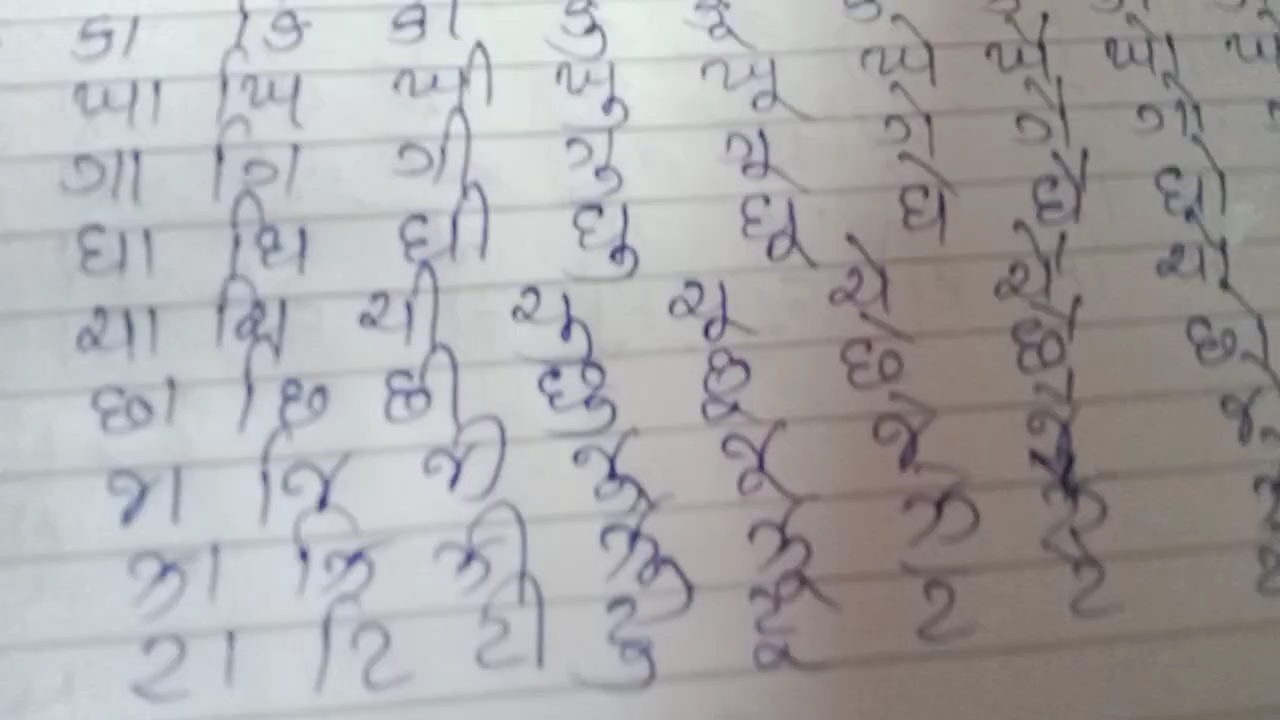 કા કિ કી કુ કૂ
ખા ખિ ખી ખુ ખૂ ખે ખૈ ખો
ગા ગિ ગી ગુ ગૂ ગે ગૈ ગો
ઘા ઘિ ઘી ઘુ ઘૂ ઘે ઘૈ ઘો
ચા ચિ ચી ચુ ચૂ ચે ચૈ ચો
છા છિ છી છુ છૂ છે છૈ છો
જા જિ જી જુ જૂ જે જૈ
ઝા ઝિ ઝી ઝુ ઝૂ ઝે ઝૈ
ટા ટિ ટી ટુ ટૂ ટે ટૈ